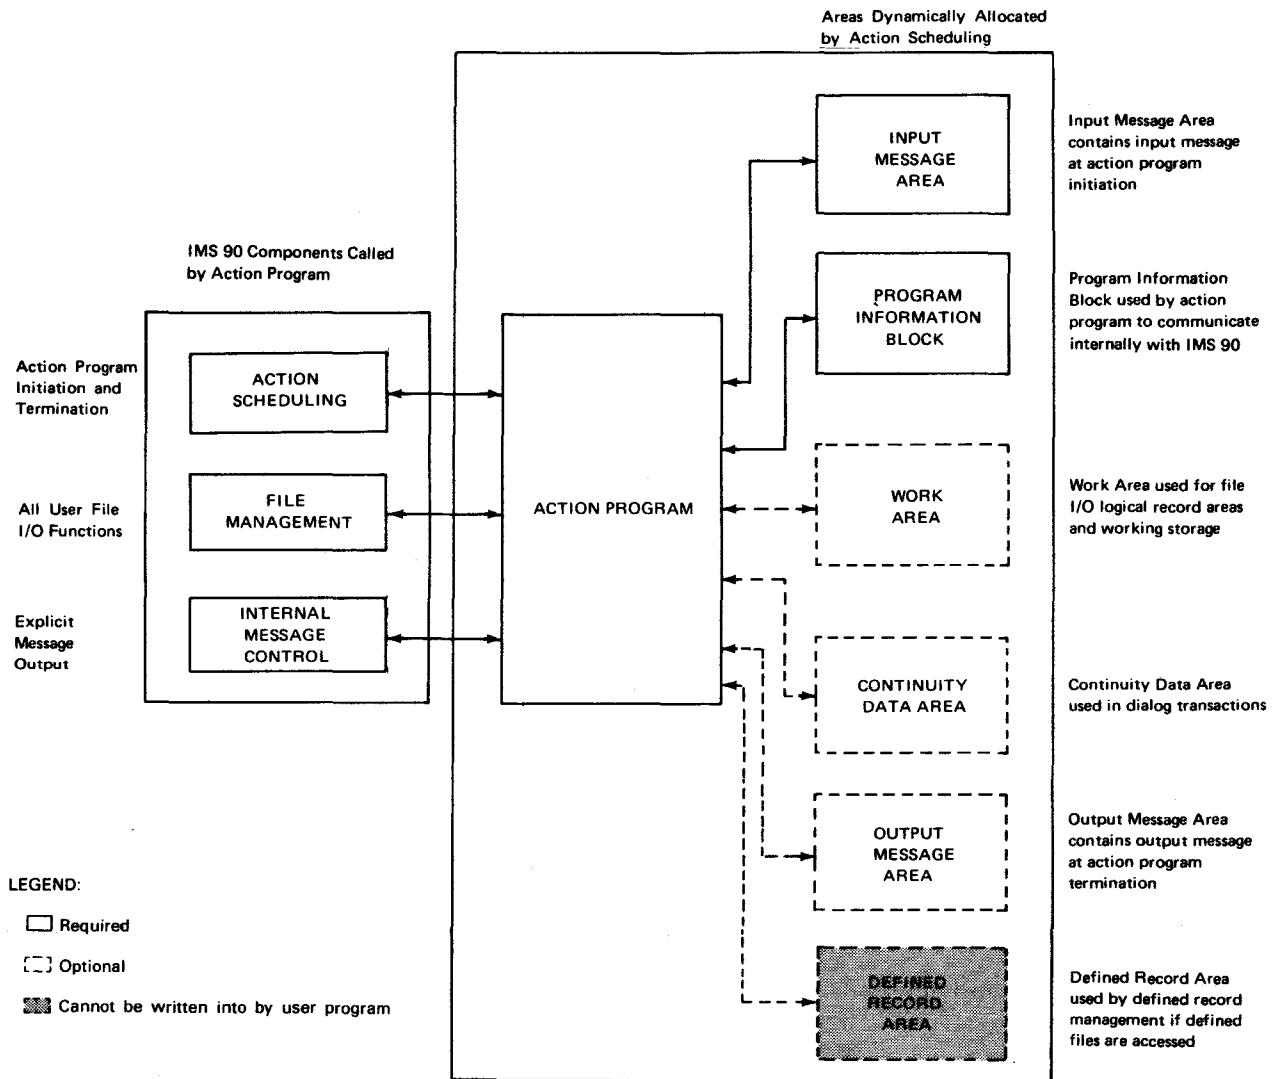 Areas Dynamically Allocated
by Action Scheduling
INPUT
MESSAGE
AREA
Input Message Area
contains input message
at action program
initiation
IMS 90 Components Called
by Action Program
PROGRAM
INFORMATION
BLOCK
Program Information
Block used by action
program to communicate
internally with IMS 90
Action Program
Initiation and
Termination
ACTION
SCHEDULING
All User File
I/O Functions
FILE
MANAGEMENT
ACTION PROGRAM
WORK
AREA
Work Area used for file
I/O logical record areas
and working storage
Explicit
Message
Output
INTERNAL
MESSAGE
CONTROL
CONTINUITY
DATA AREA
Continuity Data Area
used in dialog transactions
OUTPUT
MESSAGE
AREA
Output Message Area
contains output message
at action program
termination
LEGEND:
Required
Optional
Cannot be written into by user program
DEFINED
RECORD
AREA
Defined Record Area
used by defined record
management if defined
files are accessed